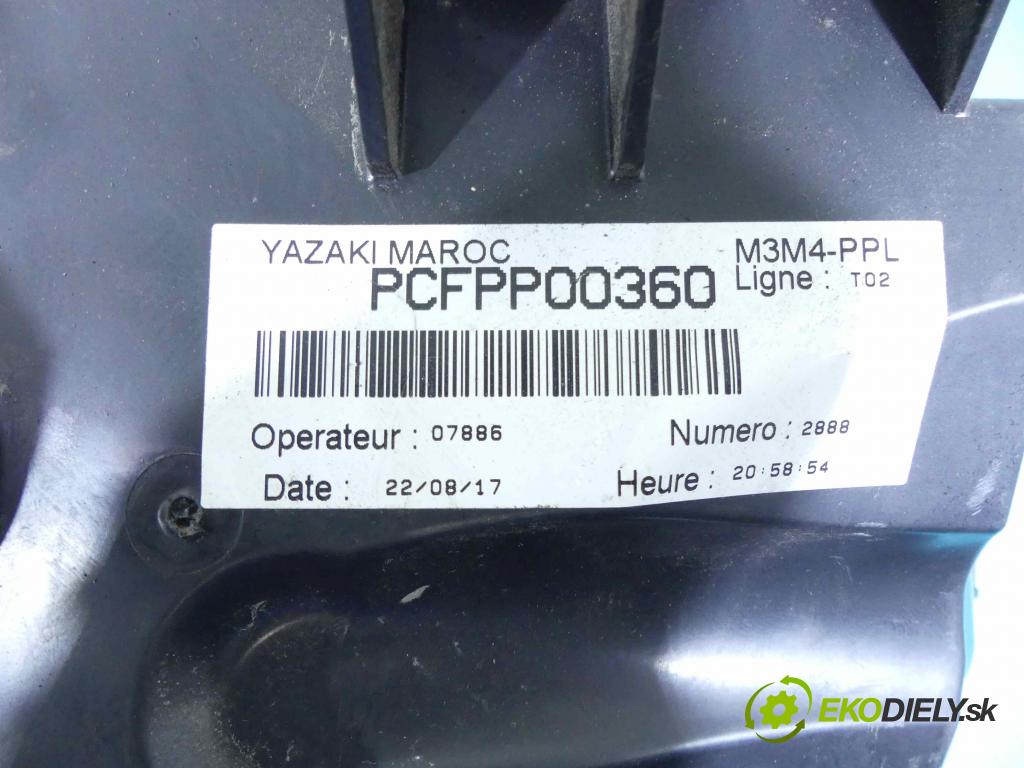 YAZAKI MAROC M3M4-PPL
PCFPP00360 Ligne : T02
Operateur : 07886 Numero : 2888
Date : 22/08/17 Heure : 20:58:54
EKODIELY.sk